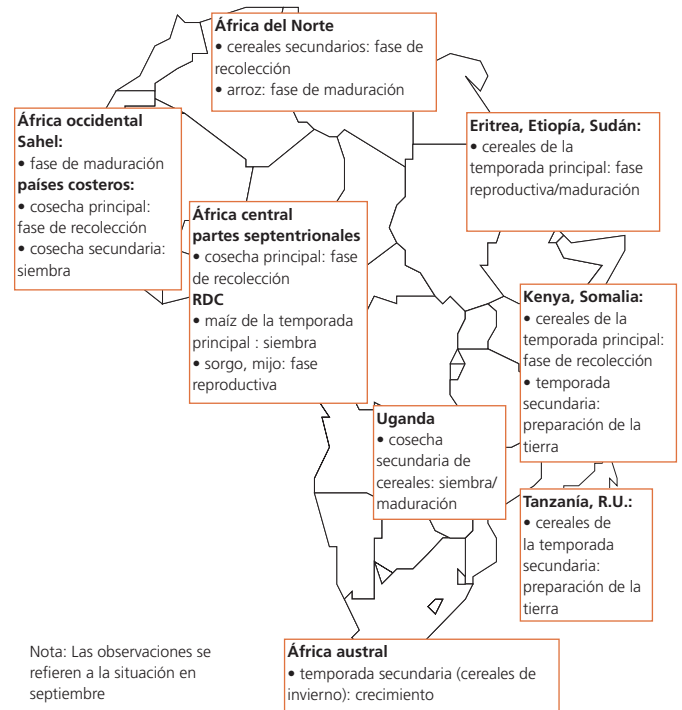 África del Norte
• cereales secundarios: fase de
recolección
• arroz: fase de maduración
África occidental
Sahel:
• fase de maduración
países costeros:
• cosecha principal:
fase de recolección
• cosecha secundaria:
siembra
Eritrea, Etiopía, Sudán:
• cereales de la
temporada principal: fase
reproductiva/maduración
África central
partes septentrionales
• cosecha principal: fase
de recolección
RDC
• maíz de la temporada
principal : siembra
• sorgo, mijo: fase
reproductiva
Kenya, Somalia:
• cereales de la
temporada principal:
fase de recolección
• temporada
secundaria:
preparación de la
tierra
Uganda
• cosecha
secundaria de
cereales: siembra/
maduración
Tanzanía, R.U.:
• cereales de
la temporada
secundaria:
preparación de la
tierra
África austral
• temporada secundaria (cereales de
invierno): crecimiento
Nota: Las observaciones se
refieren a la situación en
septiembre